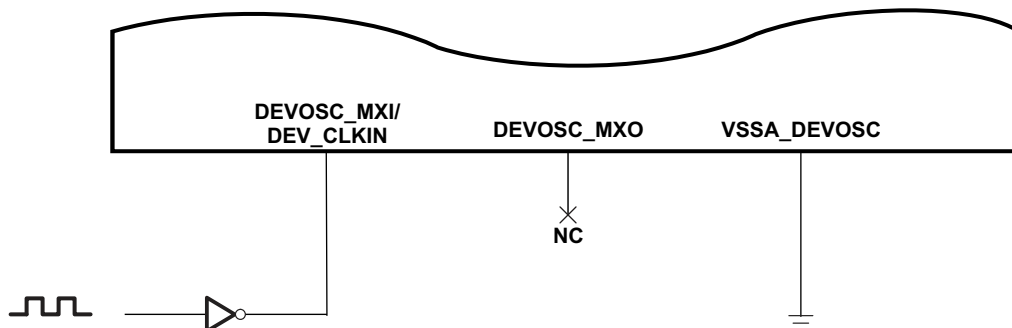 DEVOSC_MXI/
DEV_CLKIN
DEVOSC_MXO
VSSA_DEVOSC
NC